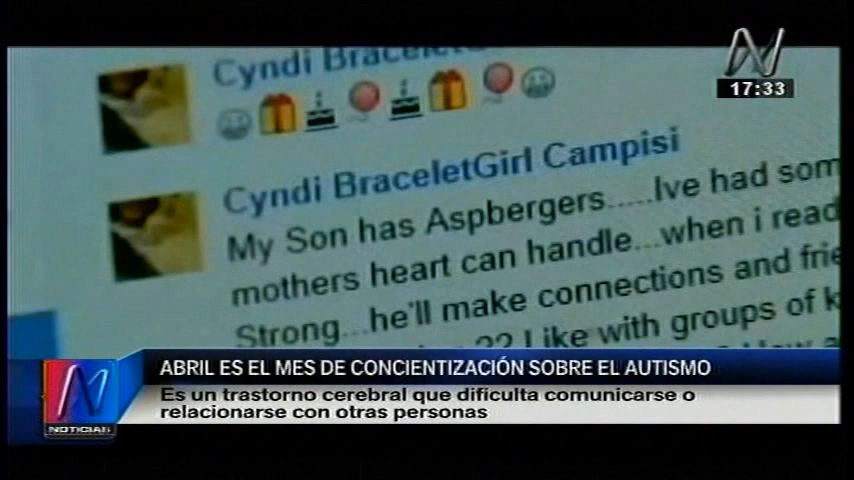 Cyndi
N
17:33
Cyndi BraceletGirl Campisi
My Son has Aspbergers.....Ive had som
mothers heart can handle...when i read
Strong...he'll make connections and frie
?? Like with groups of k
ABRIL ES EL MES DE CONCIENTIZACIÓN SOBRE EL AUTISMO
Es un trastorno cerebral que dificulta comunicarse o
relacionarse con otras personas
N
NOTICIAS